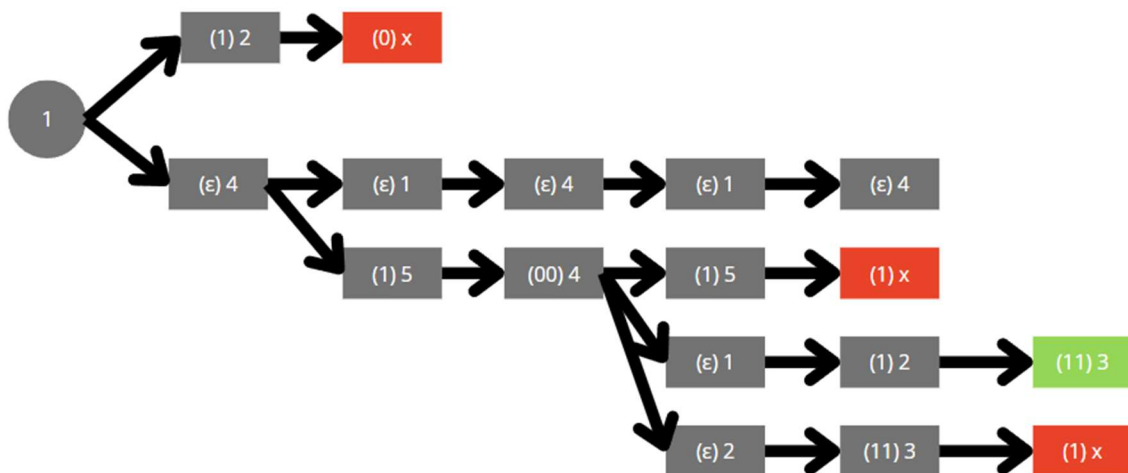 (1) 2
(0) x
1
(ε) 4
(ε) 1
(ε) 4
(ε) 1
(ε) 4
(1) 5
(00) 4
(1) 5
(1) x
(ε) 1
(1) 2
(11) 3
(ε) 2
(11) 3
(1) x